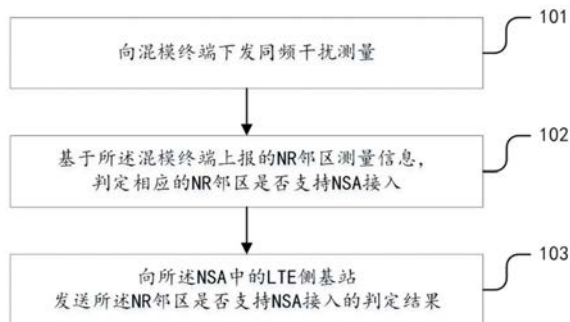 向混模终端下发同频干扰测量
101
基于所述混模终端上报的NR邻区测量信息,
判定相应的NR邻区是否支持NSA接入
102
向所述NSA中的LTE侧基站
发送所述NR邻区是否支持NSA接入的判定结果
103